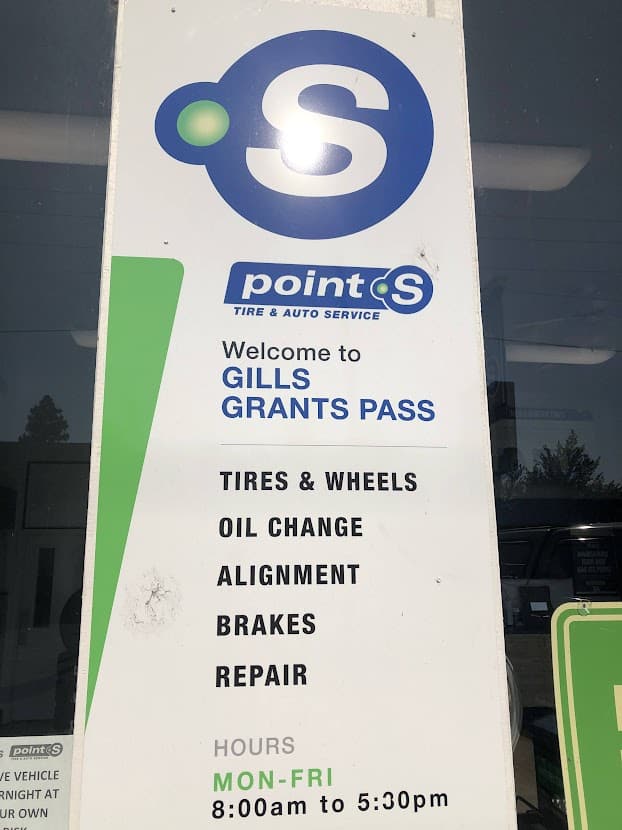 S
point S
TIRE & AUTO SERVICE
Welcome to
GILLS
GRANTS PASS
TIRES & WHEELS
OIL CHANGE
ALIGNMENT
BRAKES
REPAIR
HOURS
MON-FRI
8:00am to 5:30pm
point S
VE VEHICLE
RNIGHT AT
UR OWN